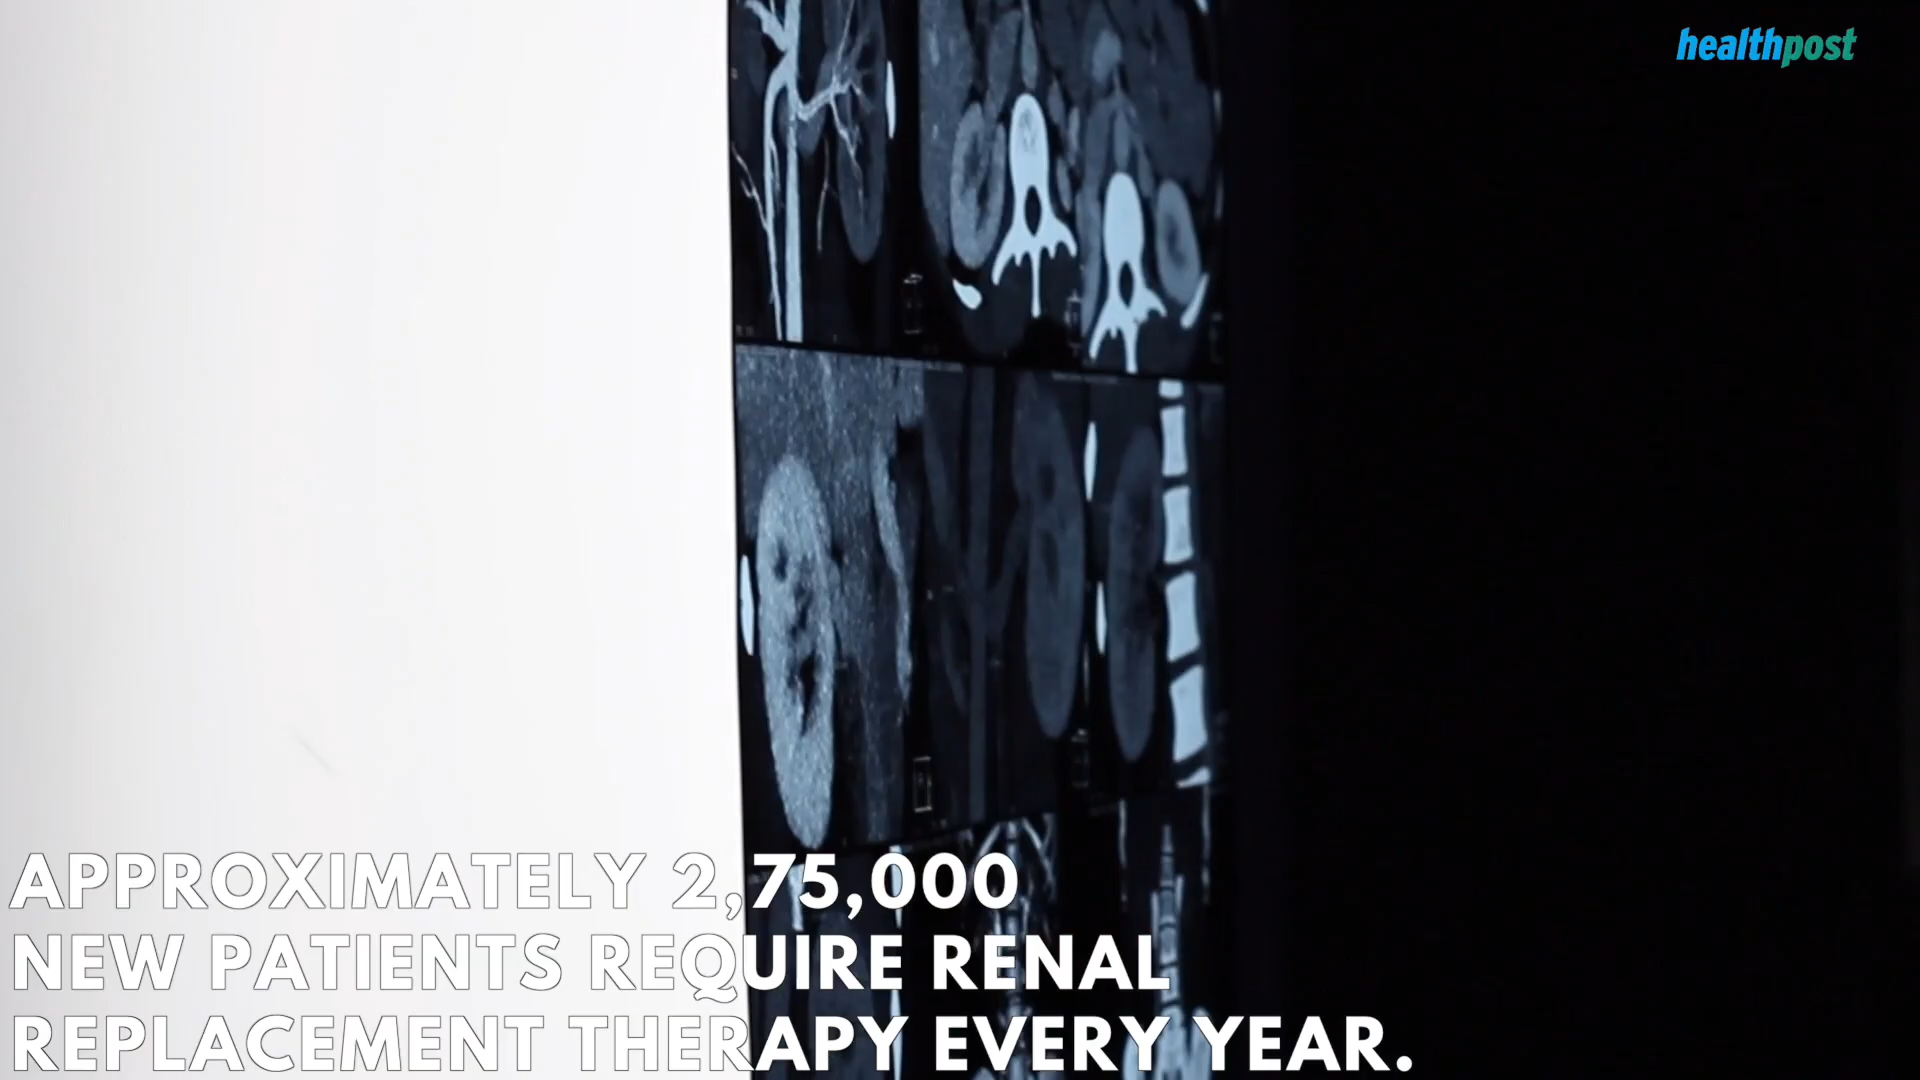 healthpost
APPROXIMATELY 2,75,000
NEW PATIENTS REQUIRE RENAL
REPLACEMENT THERAPY EVERY YEAR.